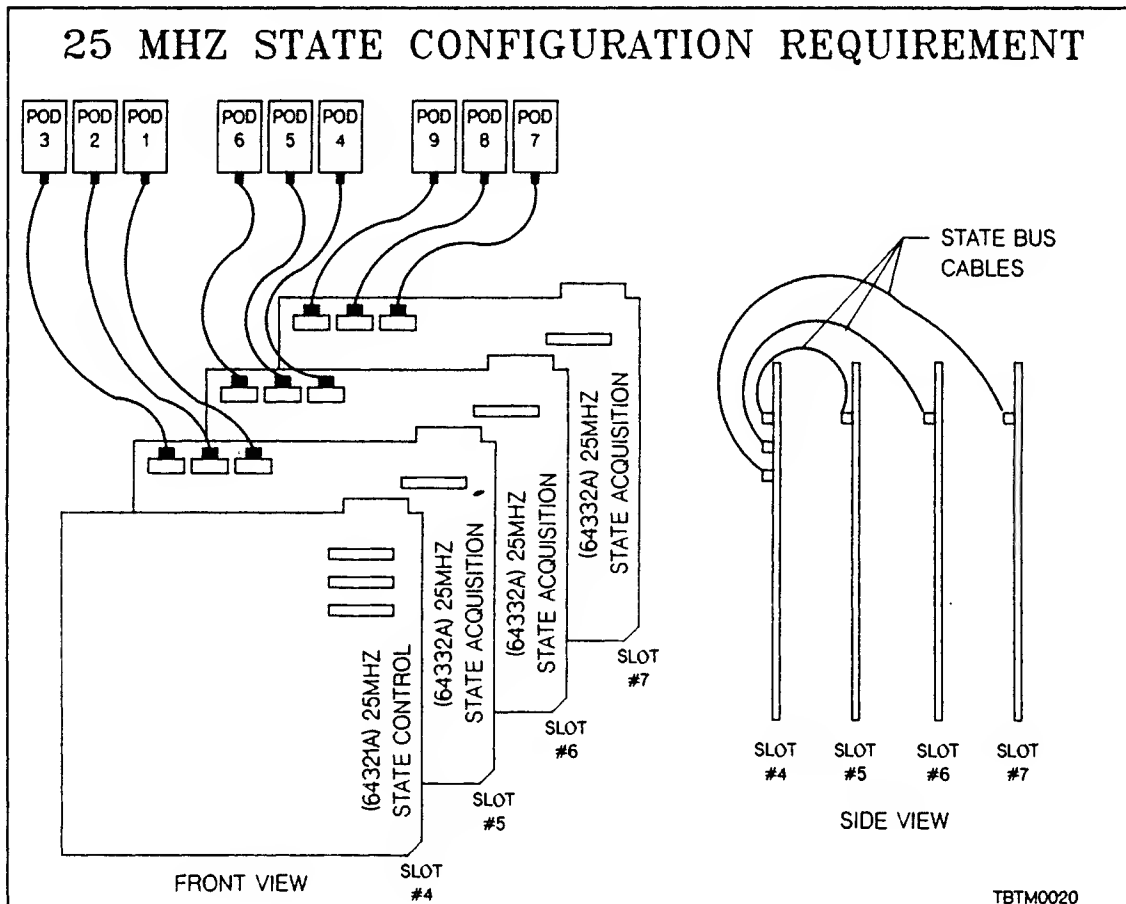 25 MHZ STATE CONFIGURATION REQUIREMENT
POD
3
POD
2
POD
1
POD
6
POD
5
POD
4
POD
9
POD
8
POD
7
STATE BUS
CABLES
(64321A) 25MHZ
STATE CONTROL
(64332A) 25MHZ
STATE ACQUISITION
(64332A) 25MHZ
STATE ACQUISITION
(64332A) 25MHZ
STATE ACQUISITION
SLOT
#7
SLOT
#6
SLOT
#5
SLOT
#4
FRONT VIEW
SLOT
#4
SLOT
#5
SLOT
#6
SLOT
#7
SIDE VIEW
TBTM0020